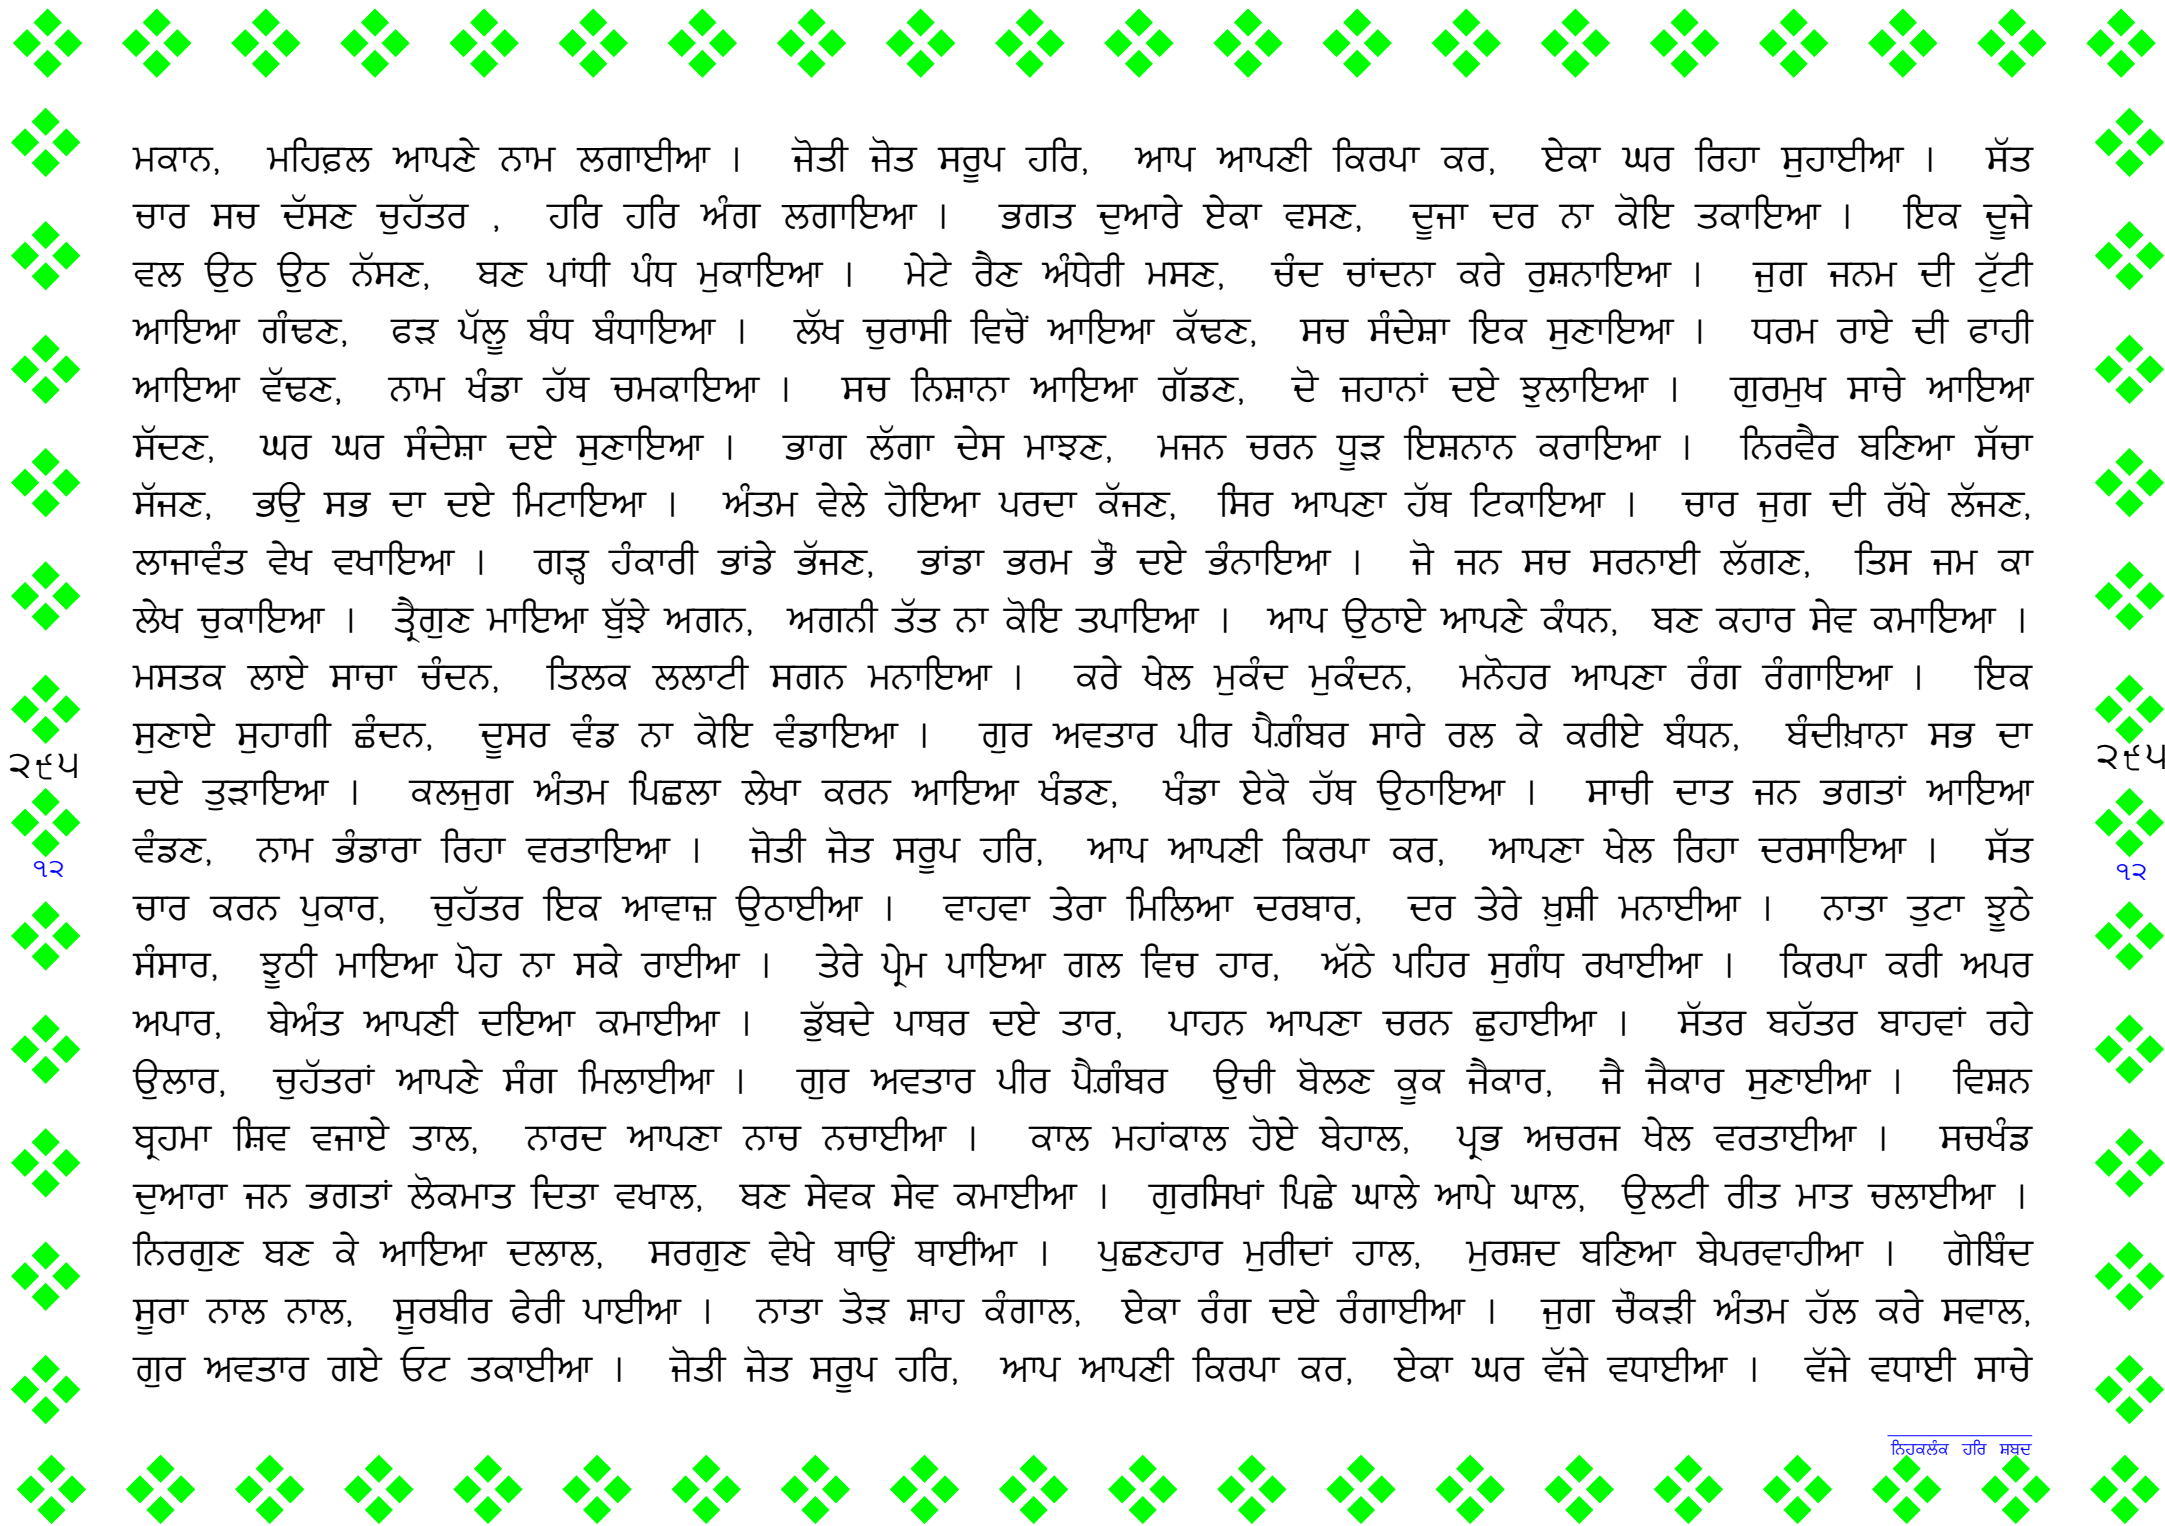 ਮਕਾਨ, ਮਹਿਫ਼ਲ ਆਪਣੇ ਨਾਮ ਲਗਾਈਆ । ਜੋਤੀ ਜੋਤ ਸਰੂਪ ਹਰਿ, ਆਪ ਆਪਣੀ ਕਿਰਪਾ ਕਰ, ਏਕਾ ਘਰ ਰਿਹਾ ਸੁਹਾਈਆ । ਸੱਤ
ਚਾਰ ਸਚ ਦੱਸਣ ਚੁਹੱਤਰ , ਹਰਿ ਹਰਿ ਅੰਗ ਲਗਾਇਆ । ਭਗਤ ਦੁਆਰੇ ਏਕਾ ਵਸਣ, ਦੂਜਾ ਦਰ ਨਾ ਕੋਇ ਤਕਾਇਆ । ਇਕ ਦੂਜੇ
ਵਲ ਉਠ ਉਠ ਨੱਸਣ, ਬਣ ਪਾਂਧੀ ਪੰਧ ਮੁਕਾਇਆ । ਮੇਟੇ ਰੈਣ ਅੰਧੇਰੀ ਮਸਣ, ਚੰਦ ਚਾਂਦਨਾ ਕਰੇ ਰੁਸ਼ਨਾਇਆ । ਜੁਗ ਜਨਮ ਦੀ ਟੁੱਟੀ
ਆਇਆ ਗੰਢਣ, ਫੜ ਪੱਲੂ ਬੰਧ ਬੰਧਾਇਆ । ਲੱਖ ਚੁਰਾਸੀ ਵਿਚੋਂ ਆਇਆ ਕੱਢਣ, ਸਚ ਸੰਦੇਸ਼ਾ ਇਕ ਸੁਣਾਇਆ । ਧਰਮ ਰਾਏ ਦੀ ਫਾਹੀ
ਆਇਆ ਵੱਢਣ, ਨਾਮ ਖੰਡਾ ਹੱਥ ਚਮਕਾਇਆ । ਸਚ ਨਿਸ਼ਾਨਾ ਆਇਆ ਗੱਡਣ, ਦੋ ਜਹਾਨਾਂ ਦਏ ਝੁਲਾਇਆ । ਗੁਰਮੁਖ ਸਾਚੇ ਆਇਆ
ਸੱਦਣ, ਘਰ ਘਰ ਸੰਦੇਸ਼ਾ ਦਏ ਸੁਣਾਇਆ । ਭਾਗ ਲੱਗਾ ਦੇਸ ਮਾਝਣ, ਮਜਨ ਚਰਨ ਧੂੜ ਇਸ਼ਨਾਨ ਕਰਾਇਆ । ਨਿਰਵੈਰ ਬਣਿਆ ਸੱਚਾ
ਸੱਜਣ, ਭਉ ਸਭ ਦਾ ਦਏ ਮਿਟਾਇਆ । ਅੰਤਮ ਵੇਲੇ ਹੋਇਆ ਪਰਦਾ ਕੱਜਣ, ਸਿਰ ਆਪਣਾ ਹੱਥ ਟਿਕਾਇਆ । ਚਾਰ ਜੁਗ ਦੀ ਰੱਖੇ ਲੱਜਣ,
ਲਾਜਾਵੰਤ ਵੇਖ ਵਖਾਇਆ । ਗੜ੍ਹ ਹੰਕਾਰੀ ਭਾਂਡੇ ਭੱਜਣ, ਭਾਂਡਾ ਭਰਮ ਭੌ ਦਏ ਭੰਨਾਇਆ । ਜੋ ਜਨ ਸਚ ਸਰਨਾਈ ਲੱਗਣ, ਤਿਸ ਜਮ ਕਾ
ਲੇਖ ਚੁਕਾਇਆ । ਤ੍ਰੈਗੁਣ ਮਾਇਆ ਬੁੱਝੇ ਅਗਨ, ਅਗਨੀ ਤੱਤ ਨਾ ਕੋਇ ਤਪਾਇਆ । ਆਪ ਉਠਾਏ ਆਪਣੇ ਕੰਧਨ, ਬਣ ਕਹਾਰ ਸੇਵ ਕਮਾਇਆ ।
ਮਸਤਕ ਲਾਏ ਸਾਚਾ ਚੰਦਨ, ਤਿਲਕ ਲਲਾਟੀ ਸਗਨ ਮਨਾਇਆ । ਕਰੇ ਖੇਲ ਮੁਕੰਦ ਮੁਕੰਦਨ, ਮਨੋਹਰ ਆਪਣਾ ਰੰਗ ਰੰਗਾਇਆ । ਇਕ
ਸੁਣਾਏ ਸੁਹਾਗੀ ਛੰਦਨ, ਦੂਸਰ ਵੰਡ ਨਾ ਕੋਇ ਵੰਡਾਇਆ । ਗੁਰ ਅਵਤਾਰ ਪੀਰ ਪੈਗ਼ੰਬਰ ਸਾਰੇ ਰਲ ਕੇ ਕਰੀਏ ਬੰਧਨ, ਬੰਦੀਖ਼ਾਨਾ ਸਭ ਦਾ
ਦਏ ਤੁੜਾਇਆ । ਕਲਜੁਗ ਅੰਤਮ ਪਿਛਲਾ ਲੇਖਾ ਕਰਨ ਆਇਆ ਖੰਡਣ, ਖੰਡਾ ਏਕੋ ਹੱਥ ਉਠਾਇਆ । ਸਾਚੀ ਦਾਤ ਜਨ ਭਗਤਾਂ ਆਇਆ
ਵੰਡਣ, ਨਾਮ ਭੰਡਾਰਾ ਰਿਹਾ ਵਰਤਾਇਆ । ਜੋਤੀ ਜੋਤ ਸਰੂਪ ਹਰਿ, ਆਪ ਆਪਣੀ ਕਿਰਪਾ ਕਰ, ਆਪਣਾ ਖੇਲ ਰਿਹਾ ਦਰਸਾਇਆ । ਸੱਤ
ਚਾਰ ਕਰਨ ਪੁਕਾਰ, ਚੁਹੱਤਰ ਇਕ ਆਵਾਜ਼ ਉਠਾਈਆ । ਵਾਹਵਾ ਤੇਰਾ ਮਿਲਿਆ ਦਰਬਾਰ, ਦਰ ਤੇਰੇ ਖ਼ੁਸ਼ੀ ਮਨਾਈਆ । ਨਾਤਾ ਤੁਟਾ ਝੂਠੇ
ਸੰਸਾਰ, ਝੂਠੀ ਮਾਇਆ ਪੋਹ ਨਾ ਸਕੇ ਰਾਈਆ । ਤੇਰੇ ਪ੍ਰੇਮ ਪਾਇਆ ਗਲ ਵਿਚ ਹਾਰ, ਅੱਠੇ ਪਹਿਰ ਸੁਗੰਧ ਰਖਾਈਆ । ਕਿਰਪਾ ਕਰੀ ਅਪਰ
ਅਪਾਰ, ਬੇਅੰਤ ਆਪਣੀ ਦਇਆ ਕਮਾਈਆ । ਡੁੱਬਦੇ ਪਾਥਰ ਦਏ ਤਾਰ, ਪਾਹਨ ਆਪਣਾ ਚਰਨ ਛੁਹਾਈਆ । ਸੱਤਰ ਬਹੱਤਰ ਬਾਹਵਾਂ ਰਹੇ
ਉਲਾਰ, ਚੁਹੱਤਰਾਂ ਆਪਣੇ ਸੰਗ ਮਿਲਾਈਆ । ਗੁਰ ਅਵਤਾਰ ਪੀਰ ਪੈਗ਼ੰਬਰ ਉਚੀ ਬੋਲਣ ਕੂਕ ਜੈਕਾਰ, ਜੈ ਜੈਕਾਰ ਸੁਣਾਈਆ । ਵਿਸ਼ਨ
ਬ੍ਰਹਮਾ ਸ਼ਿਵ ਵਜਾਏ ਤਾਲ, ਨਾਰਦ ਆਪਣਾ ਨਾਚ ਨਚਾਈਆ । ਕਾਲ ਮਹਾਂਕਾਲ ਹੋਏ ਬੇਹਾਲ, ਪ੍ਰਭ ਅਚਰਜ ਖੇਲ ਵਰਤਾਈਆ । ਸਚਖੰਡ
ਦੁਆਰਾ ਜਨ ਭਗਤਾਂ ਲੋਕਮਾਤ ਦਿਤਾ ਵਖਾਲ, ਬਣ ਸੇਵਕ ਸੇਵ ਕਮਾਈਆ । ਗੁਰਸਿਖਾਂ ਪਿਛੇ ਘਾਲੇ ਆਪੇ ਘਾਲ, ਉਲਟੀ ਰੀਤ ਮਾਤ ਚਲਾਈਆ ।
ਨਿਰਗੁਣ ਬਣ ਕੇ ਆਇਆ ਦਲਾਲ, ਸਰਗੁਣ ਵੇਖੇ ਥਾਉਂ ਥਾਈਂਆ । ਪੁਛਣਹਾਰ ਮੁਰੀਦਾਂ ਹਾਲ, ਮੁਰਸ਼ਦ ਬਣਿਆ ਬੇਪਰਵਾਹੀਆ । ਗੋਬਿੰਦ
ਸੂਰਾ ਨਾਲ ਨਾਲ, ਸੂਰਬੀਰ ਫੇਰੀ ਪਾਈਆ । ਨਾਤਾ ਤੋੜ ਸ਼ਾਹ ਕੰਗਾਲ, ਏਕਾ ਰੰਗ ਦਏ ਰੰਗਾਈਆ । ਜੁਗ ਚੌਕੜੀ ਅੰਤਮ ਹੱਲ ਕਰੇ ਸਵਾਲ,
ਗੁਰ ਅਵਤਾਰ ਗਏ ਓਟ ਤਕਾਈਆ । ਜੋਤੀ ਜੋਤ ਸਰੂਪ ਹਰਿ, ਆਪ ਆਪਣੀ ਕਿਰਪਾ ਕਰ, ਏਕਾ ਘਰ ਵੱਜੇ ਵਧਾਈਆ । ਵੱਜੇ ਵਧਾਈ ਸਾਚੇ
੨੯੫ ੨੯੫
੧੨ ੧੨
ਨਿਹਕਲੰਕ ਹਰਿ ਸ਼ਬਦ